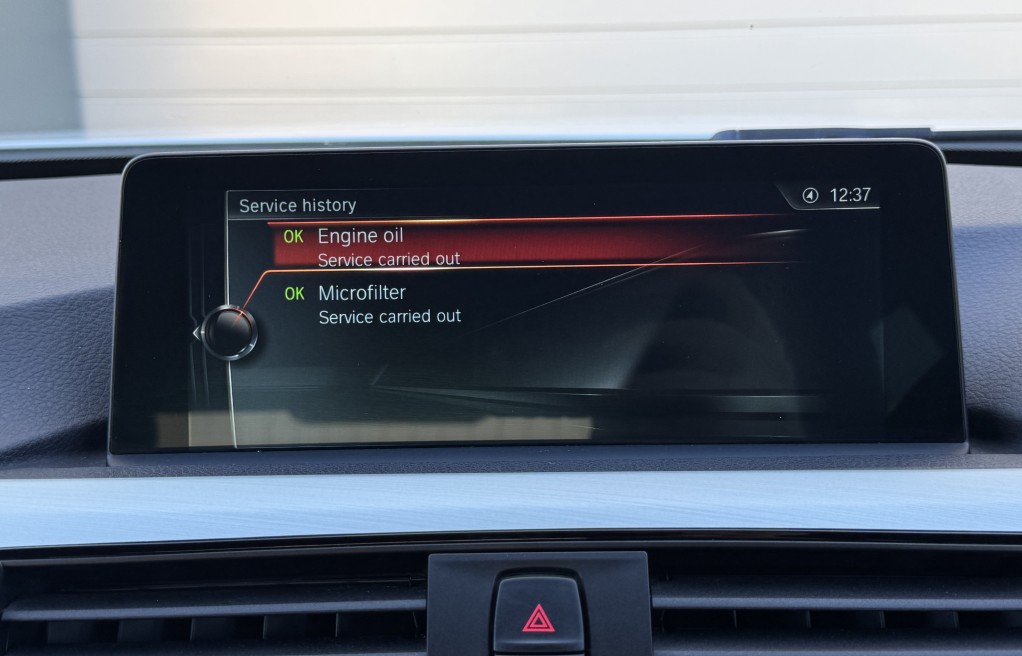 Service history
12:37
OK Engine oil
Service carried out
OK Microfilter
Service carried out